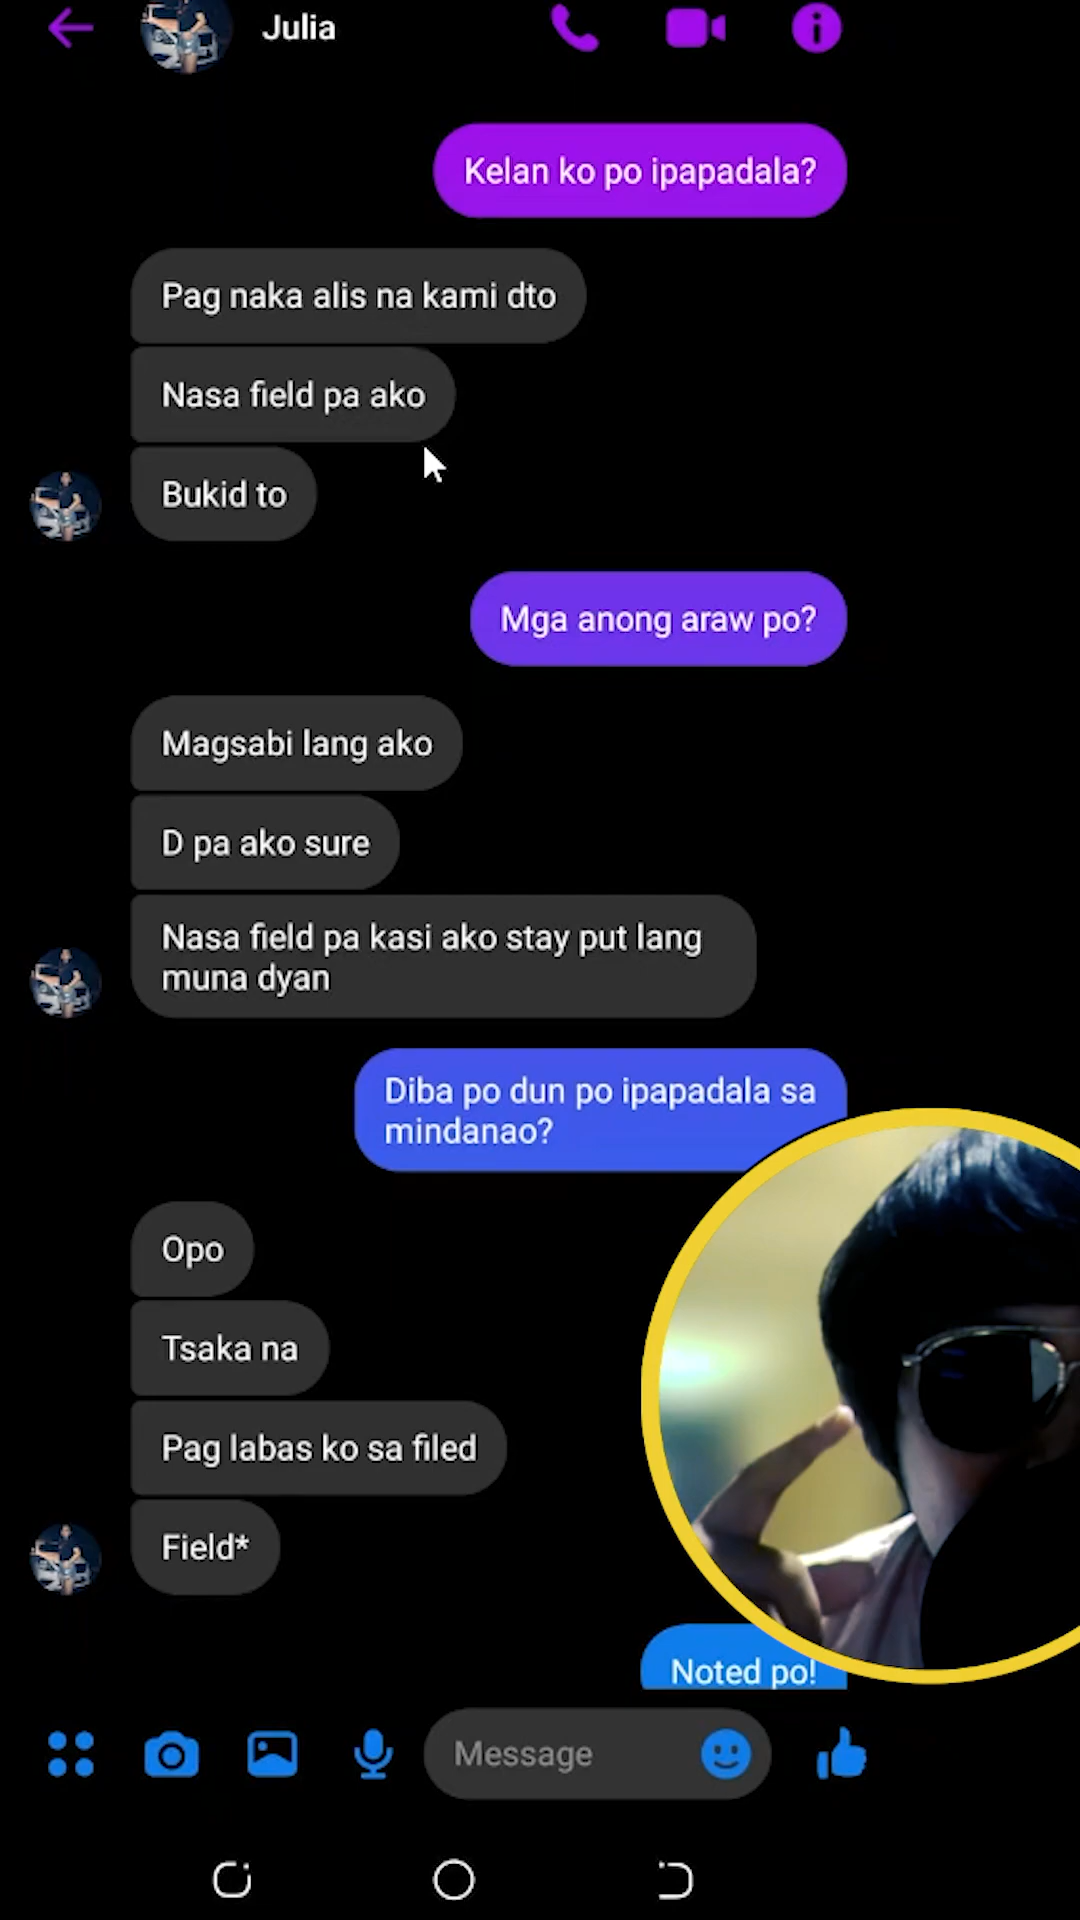 Julia
Kelan ko po ipapadala?
Pag naka alis na kami dto
Nasa field pa ako
Bukid to
Mga anong araw po?
Magsabi lang ako
D pa ako sure
Nasa field pa kasi ako stay put lang
muna dyan
Diba po dun po ipapadala sa
mindanao?
Opo
Tsaka na
Pag labas ko sa filed
Field*
Noted po!
Message